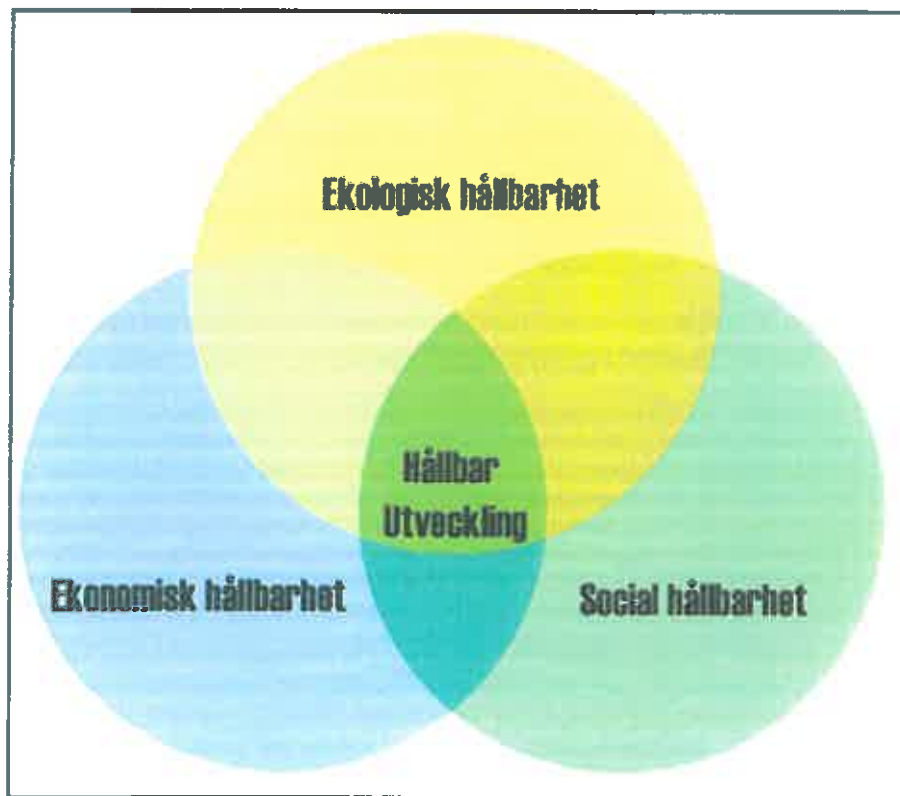 Ekologisk hållbarhet
Hållbar
Utveckling
Ekonomisk hållbarhet
Social hållbarhet